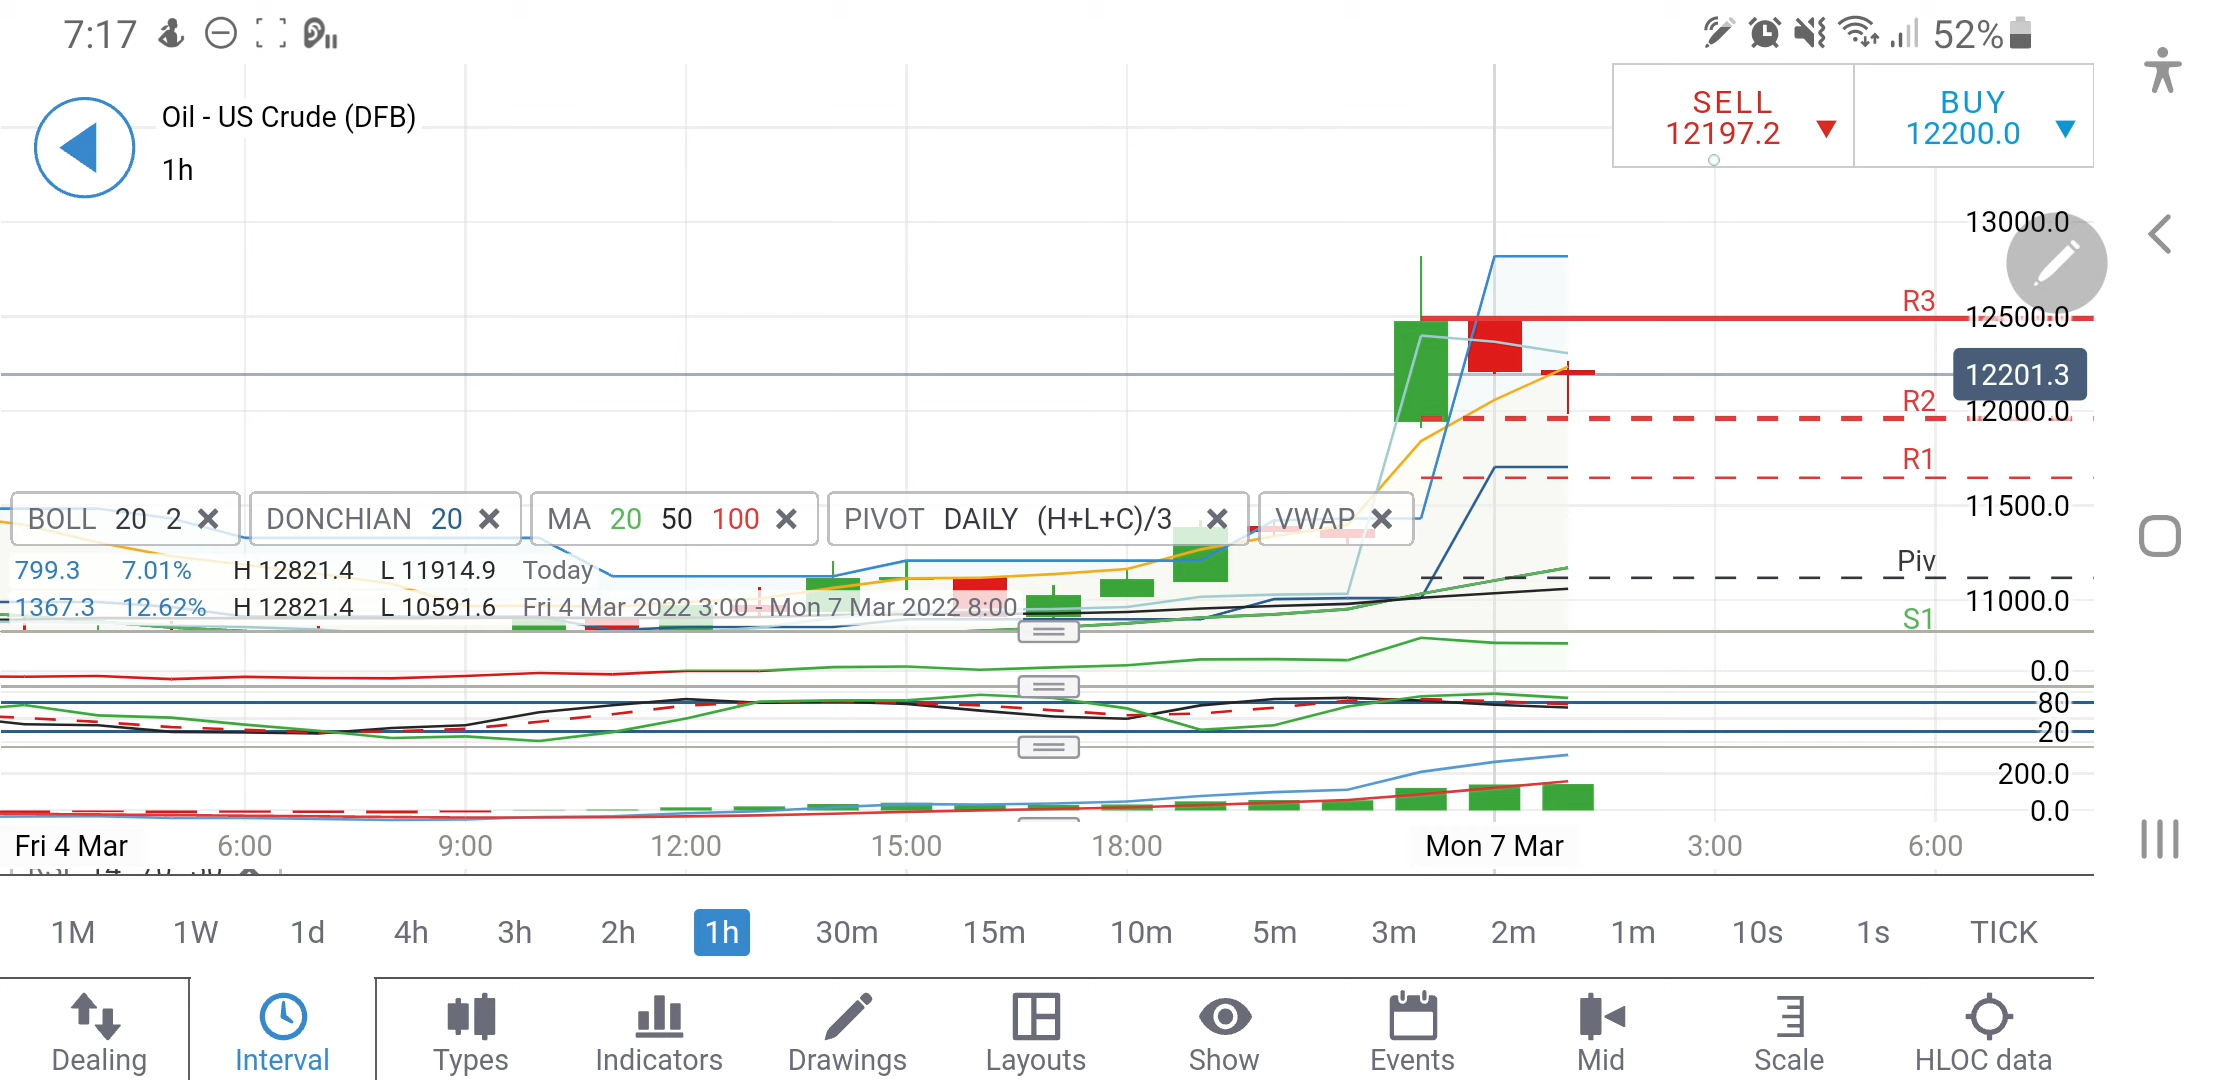 7:17 52%
Oil - US Crude (DFB)
1h
SELL
12197.2
BUY
12200.0
13000.0
R3
12500.0
12201.3
R2
12000.0
R1
11500.0
BOLL 20 2 DONCHIAN 20 MA 20 50 100 PIVOT DAILY (H+L+C)/3 VWAP
Piv
799.3 7.01% H 12821.4 L 11914.9 Today
1367.3 12.62% H 12821.4 L 10591.6 Fri 4 Mar 2022 3:00 - Mon 7 Mar 2022 8:00
11000.0
S1
0.0
80
20
200.0
0.0
Fri 4 Mar 6:00 9:00 12:00 15:00 18:00 Mon 7 Mar 3:00 6:00
1M 1W 1d 4h 3h 2h 1h 30m 15m 10m 5m 3m 2m 1m 10s 1s TICK
Dealing Interval Types Indicators Drawings Layouts Show Events Mid Scale HLOC data